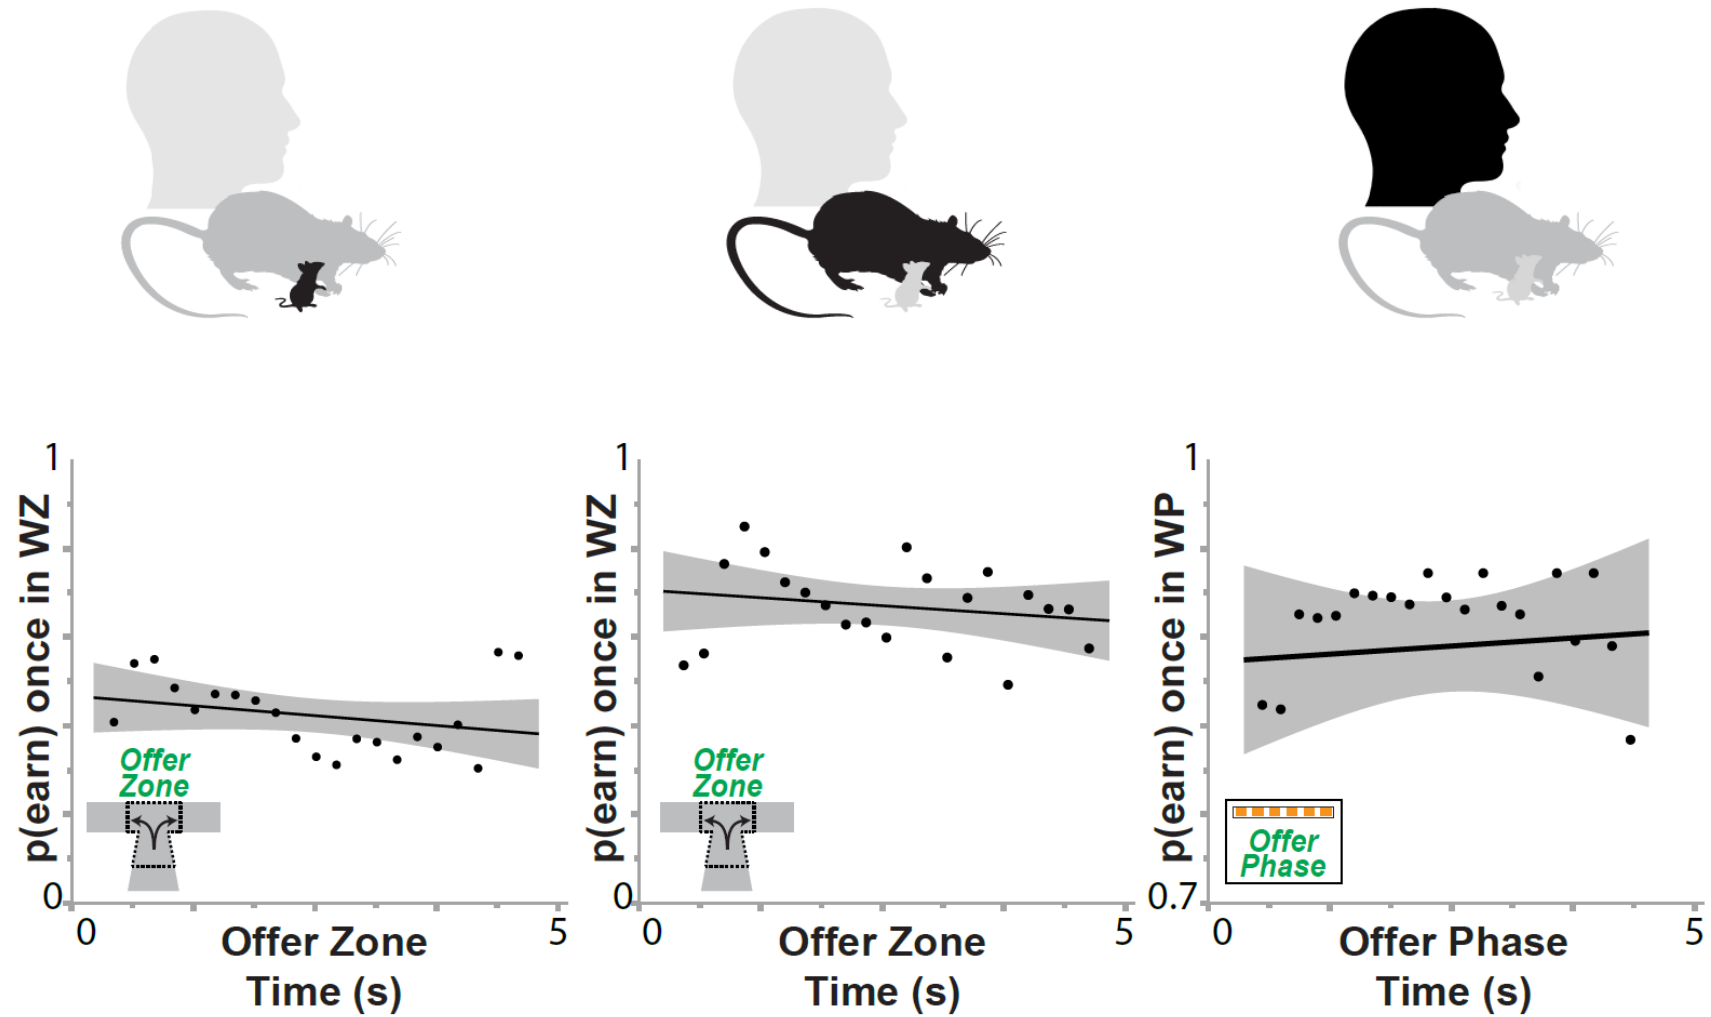 1
p(earn) once in WZ
0
Offer
Zone
0
5
Offer Zone
Time (s)
1
p(earn) once in WZ
0
Offer
Zone
0
5
Offer Zone
Time (s)
1
p(earn) once in WP
0.7
Offer
Phase
0
5
Offer Phase
Time (s)